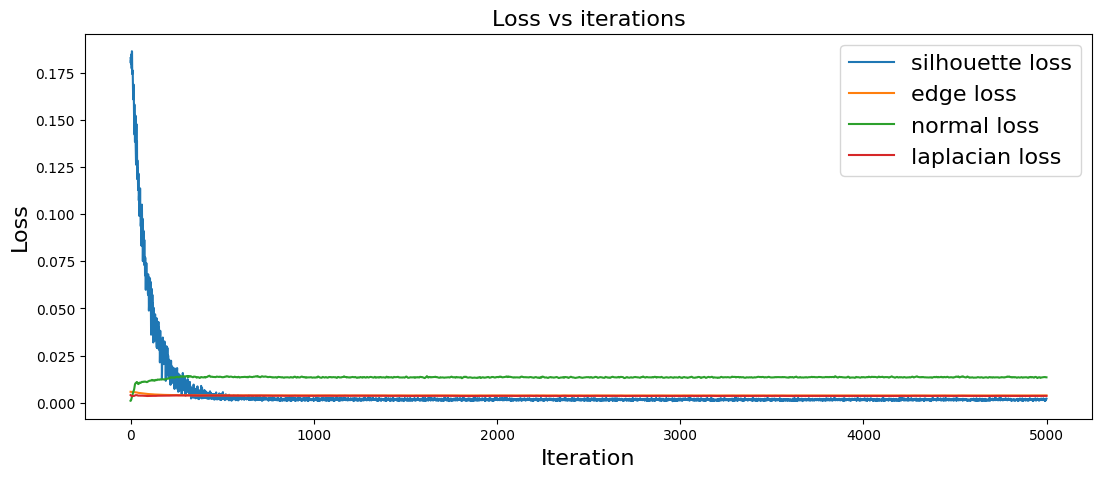 Loss vs iterations
silhouette loss
edge loss
normal loss
laplacian loss
Loss
0.175
0.150
0.125
0.100
0.075
0.050
0.025
0.000
0 1000 2000 3000 4000 5000
Iteration